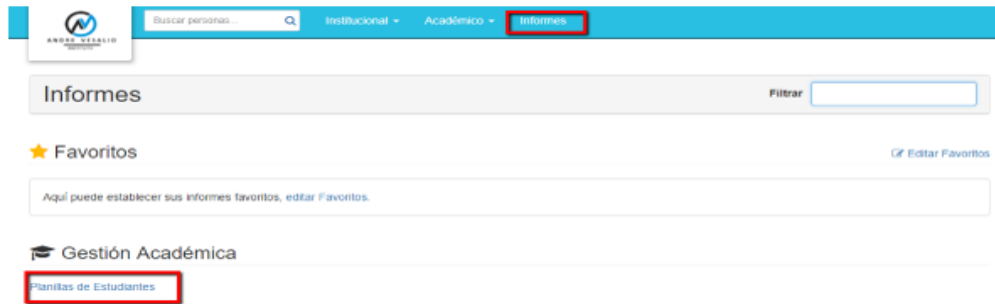 Buscar personas... Institucional Académico Informes
ANDRE VESALIO
INSTITUTO
Informes Filtrar
Favoritos Editar Favoritos
Aquí puede establecer sus informes favoritos, editar Favoritos.
Gestión Académica
Planillas de Estudiantes